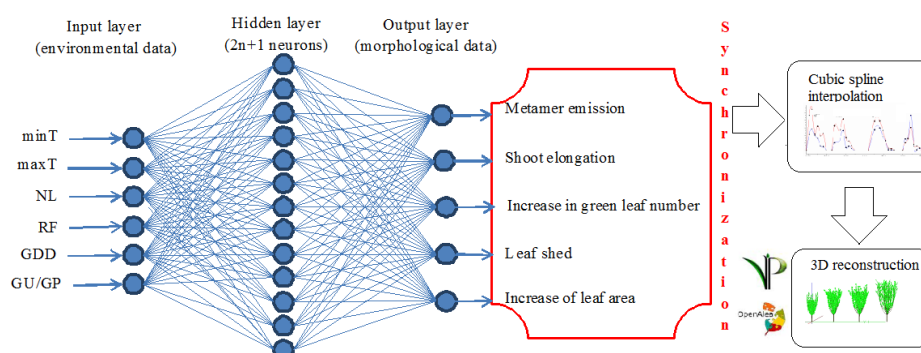 Input layer
(environmental data)
Hidden layer
(2n+1 neurons)
Output layer
(morphological data)
minT
maxT
NL
RF
GDD
GU/GP
Metamer emission
Shoot elongation
Increase in green leaf number
Leaf shed
Increase of leaf area
Synchronization
Cubic spline
interpolation
3D reconstruction
VP
OpenAlea